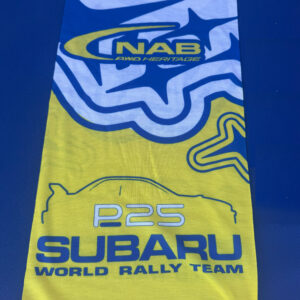 NAB
AWD HERITAGE
P25
SUBARU
WORLD RALLY TEAM